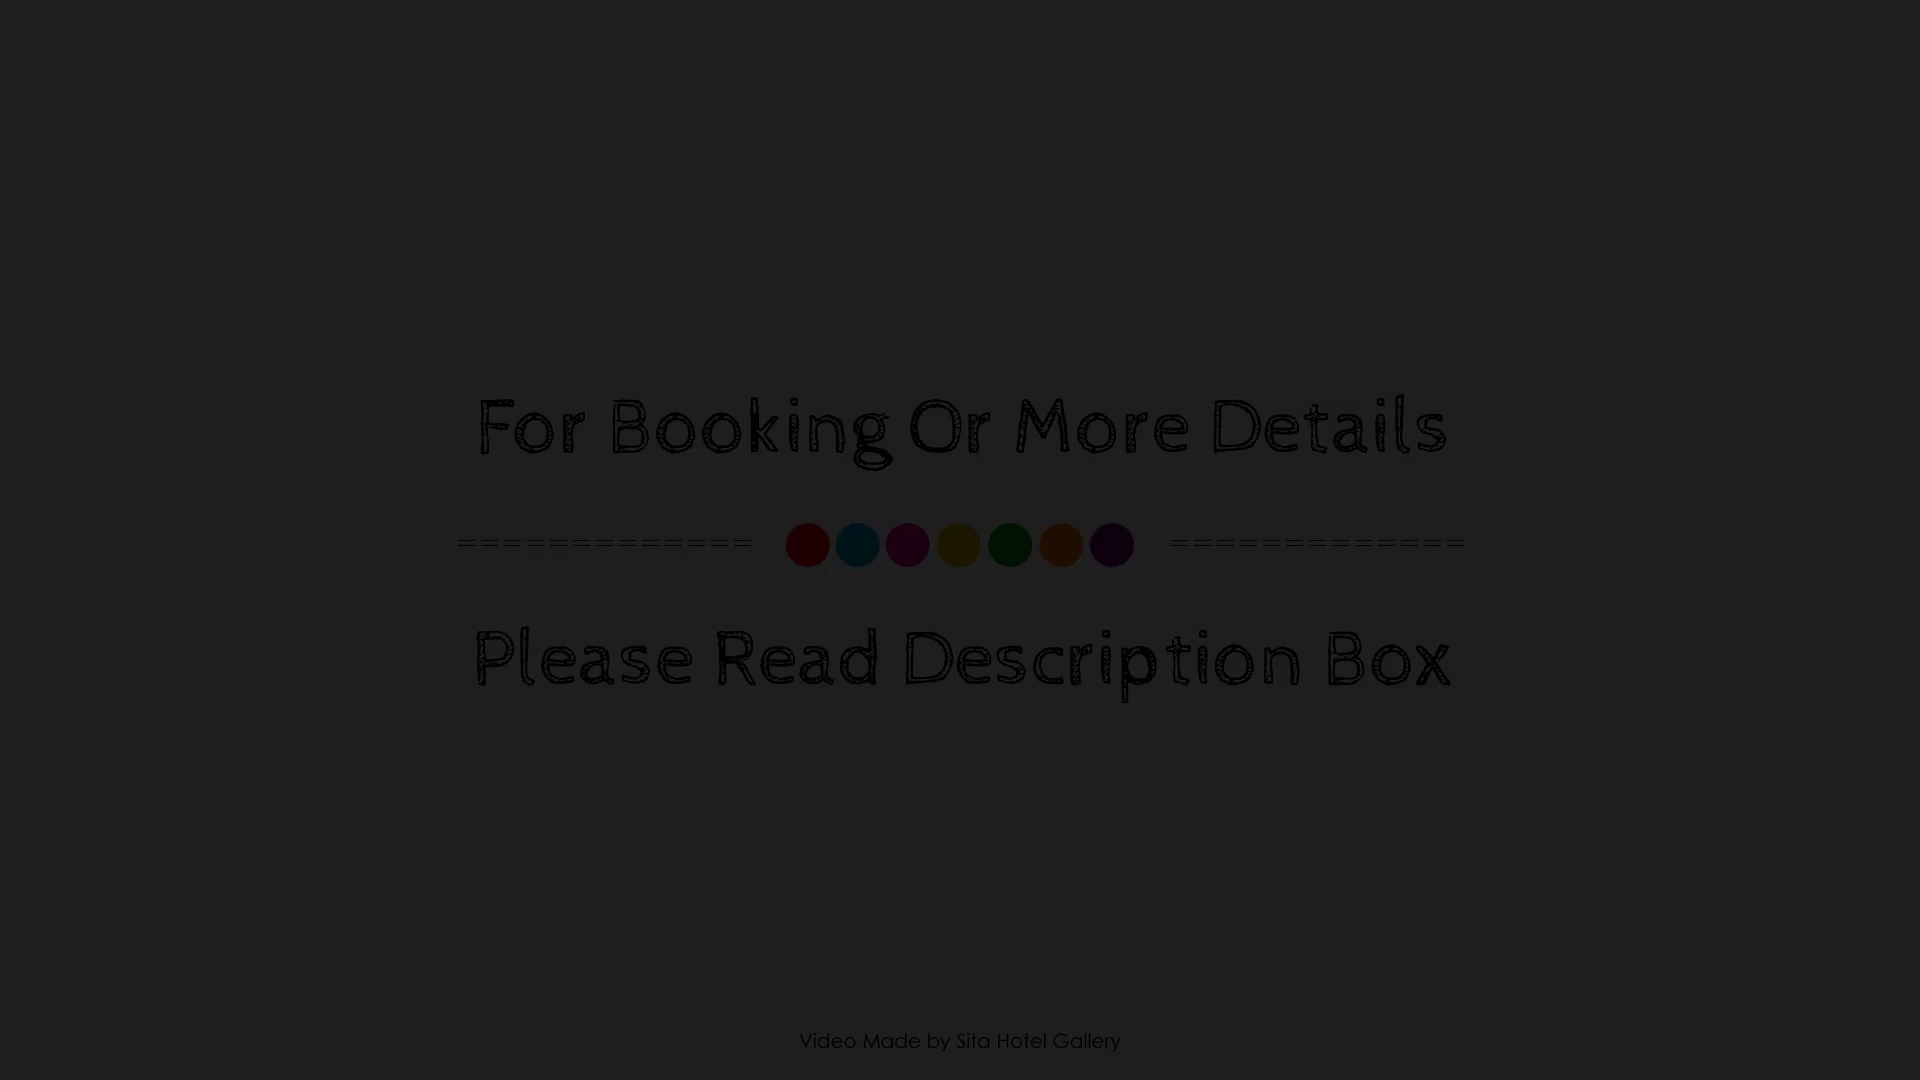 For Booking Or More Details
============= =============
Please Read Description Box
Video Made by Sita Hotel Gallery